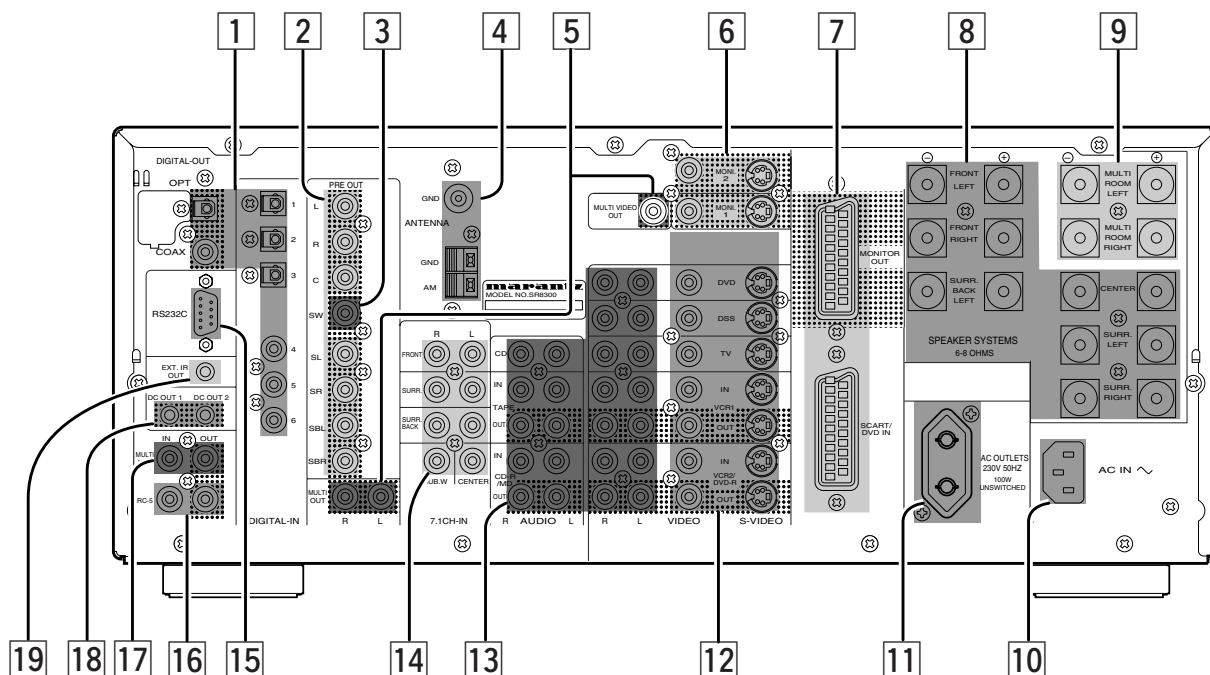 1 2 3 4 5 6 7 8 9
DIGITAL-OUT
OPT
COAX
1
2
3
4
5
6
DIGITAL-IN
RS232C
EXT. IR
OUT
DC OUT 1 DC OUT 2
IN OUT
MULTI
RC-5
PRE OUT
L
R
C
SW
SL
SR
SBL
SBR
MULTI
OUT
R L
GND
ANTENNA
GND
AM
marantz
MODEL NO.SR8300
R L
FRONT
SURR.
SURR.
BACK
UB.W CENTER
7.1CH-IN
CD
IN
TAPE
OUT
IN
CD-R
/MD
OUT
R AUDIO L
MULTI VIDEO
OUT
MONI.
2
MONI.
1
DVD
DSS
TV
IN
VCR1
OUT
IN
VCR2/
DVD-R
OUT
R L VIDEO S-VIDEO
MONITOR
OUT
SCART/
DVD IN
− +
FRONT
LEFT
FRONT
RIGHT
SURR.
BACK
LEFT
SPEAKER SYSTEMS
6-8 OHMS
− +
MULTI
ROOM
LEFT
MULTI
ROOM
RIGHT
CENTER
SURR.
LEFT
SURR.
RIGHT
AC OUTLETS
230V 50HZ
100W
UNSWITCHED
AC IN ∼
19 18 17 16 15 14 13 12 11 10